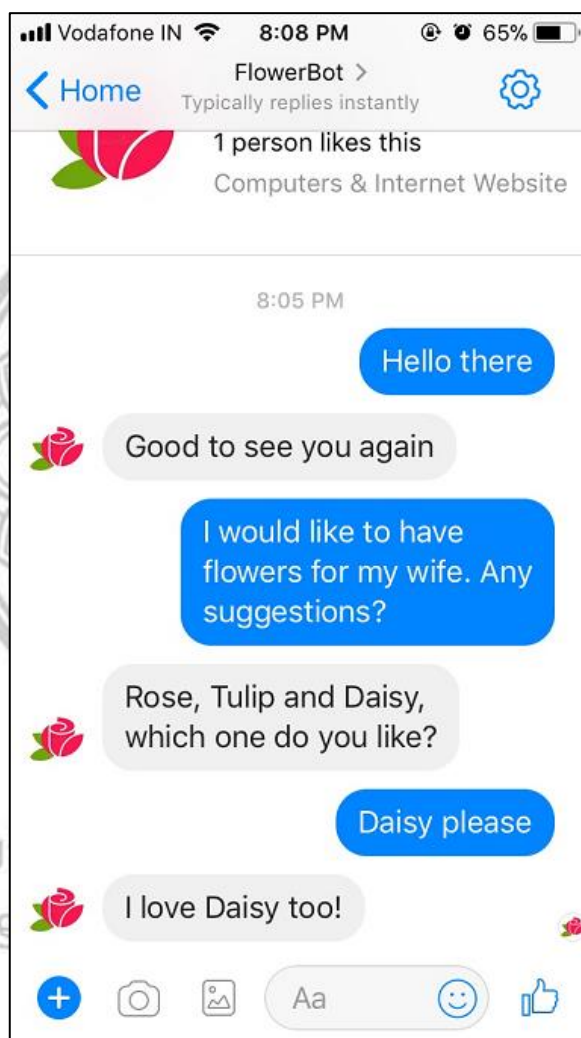 Vodafone IN 8:08 PM 65%
Home FlowerBot >
Typically replies instantly
1 person likes this
Computers & Internet Website
8:05 PM
Hello there
Good to see you again
I would like to have
flowers for my wife. Any
suggestions?
Rose, Tulip and Daisy,
which one do you like?
Daisy please
I love Daisy too!
Aa